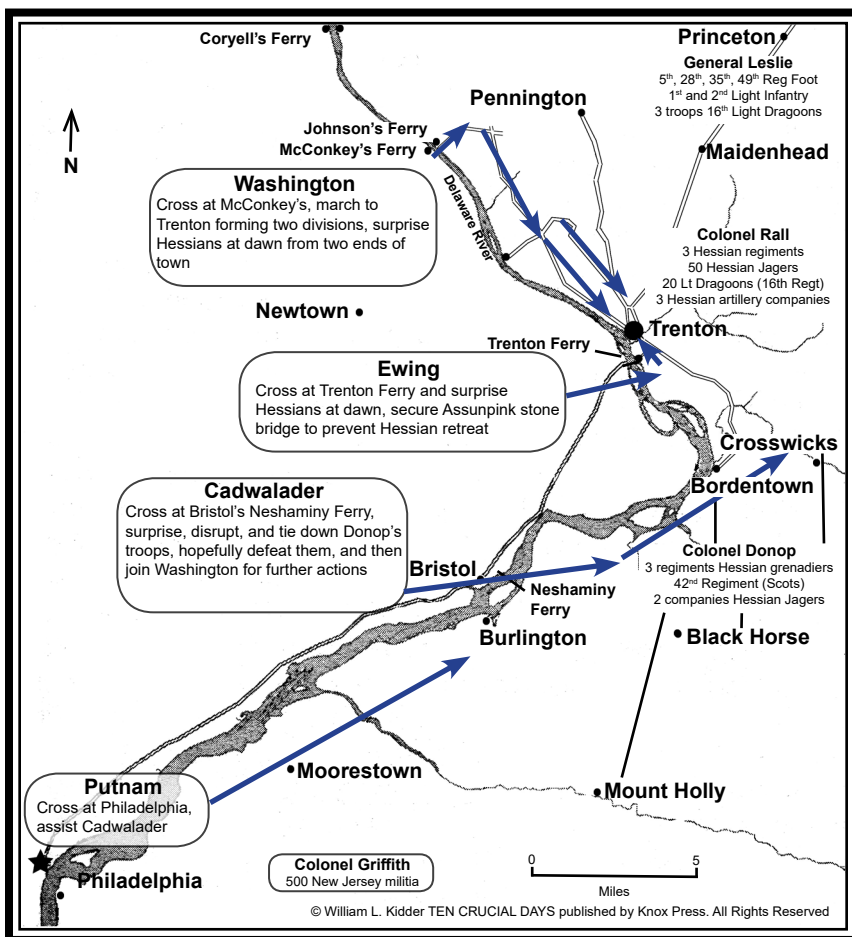 Coryell's Ferry
Princeton
General Leslie
5th, 28th, 35th, 49th Reg Foot
1st and 2nd Light Infantry
3 troops 16th Light Dragoons
Pennington
Johnson's Ferry
McConkey's Ferry
N
Maidenhead
Washington
Cross at McConkey's, march to
Trenton forming two divisions, surprise
Hessians at dawn from two ends of
town
Delaware River
Colonel Rall
3 Hessian regiments
50 Hessian Jagers
20 Lt Dragoons (16th Regt)
3 Hessian artillery companies
Newtown
Trenton
Trenton Ferry
Ewing
Cross at Trenton Ferry and surprise
Hessians at dawn, secure Assunpink stone
bridge to prevent Hessian retreat
Crosswicks
Bordentown
Cadwalader
Cross at Bristol's Neshaminy Ferry,
surprise, disrupt, and tie down Donop's
troops, hopefully defeat them, and then
join Washington for further actions
Colonel Donop
3 regiments Hessian grenadiers
42nd Regiment (Scots)
2 companies Hessian Jagers
Bristol
Neshaminy
Ferry
Burlington
Black Horse
Moorestown
Mount Holly
Putnam
Cross at Philadelphia,
assist Cadwalader
Philadelphia
Colonel Griffith
500 New Jersey militia
0 5
Miles
© William L. Kidder TEN CRUCIAL DAYS published by Knox Press. All Rights Reserved